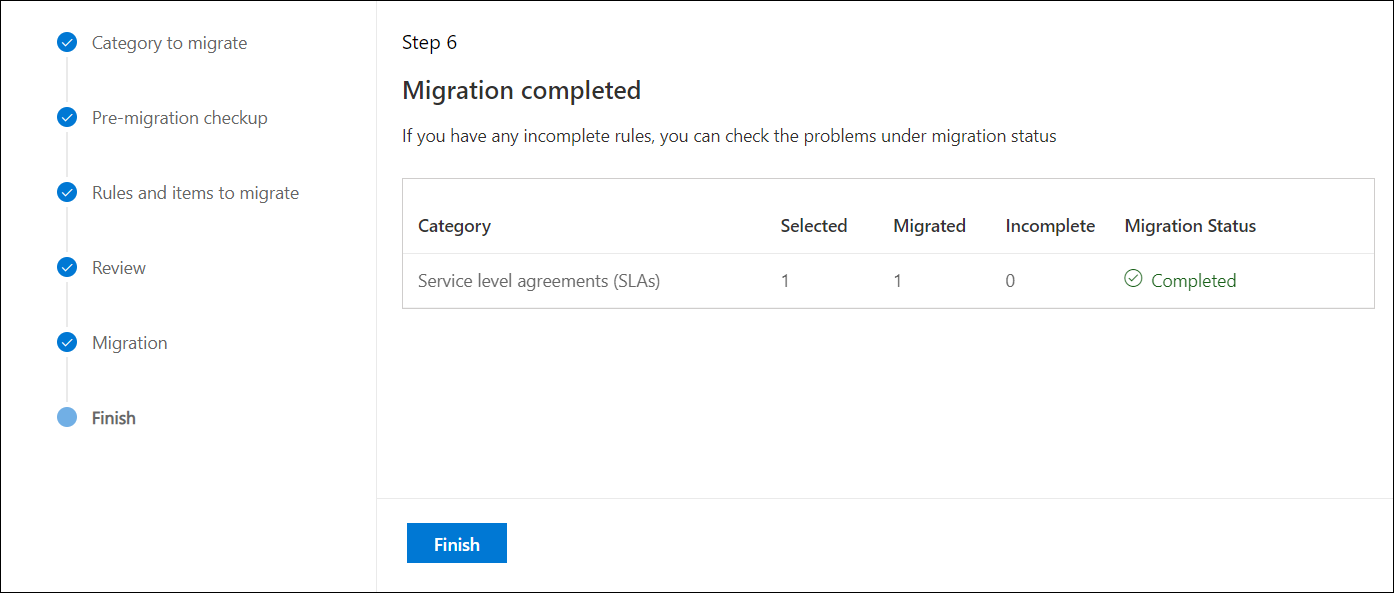 Category to migrate
Pre-migration checkup
Rules and items to migrate
Review
Migration
Finish
Step 6
Migration completed
If you have any incomplete rules, you can check the problems under migration status
Category Selected Migrated Incomplete Migration Status
Service level agreements (SLAs) 1 1 0 Completed
Finish